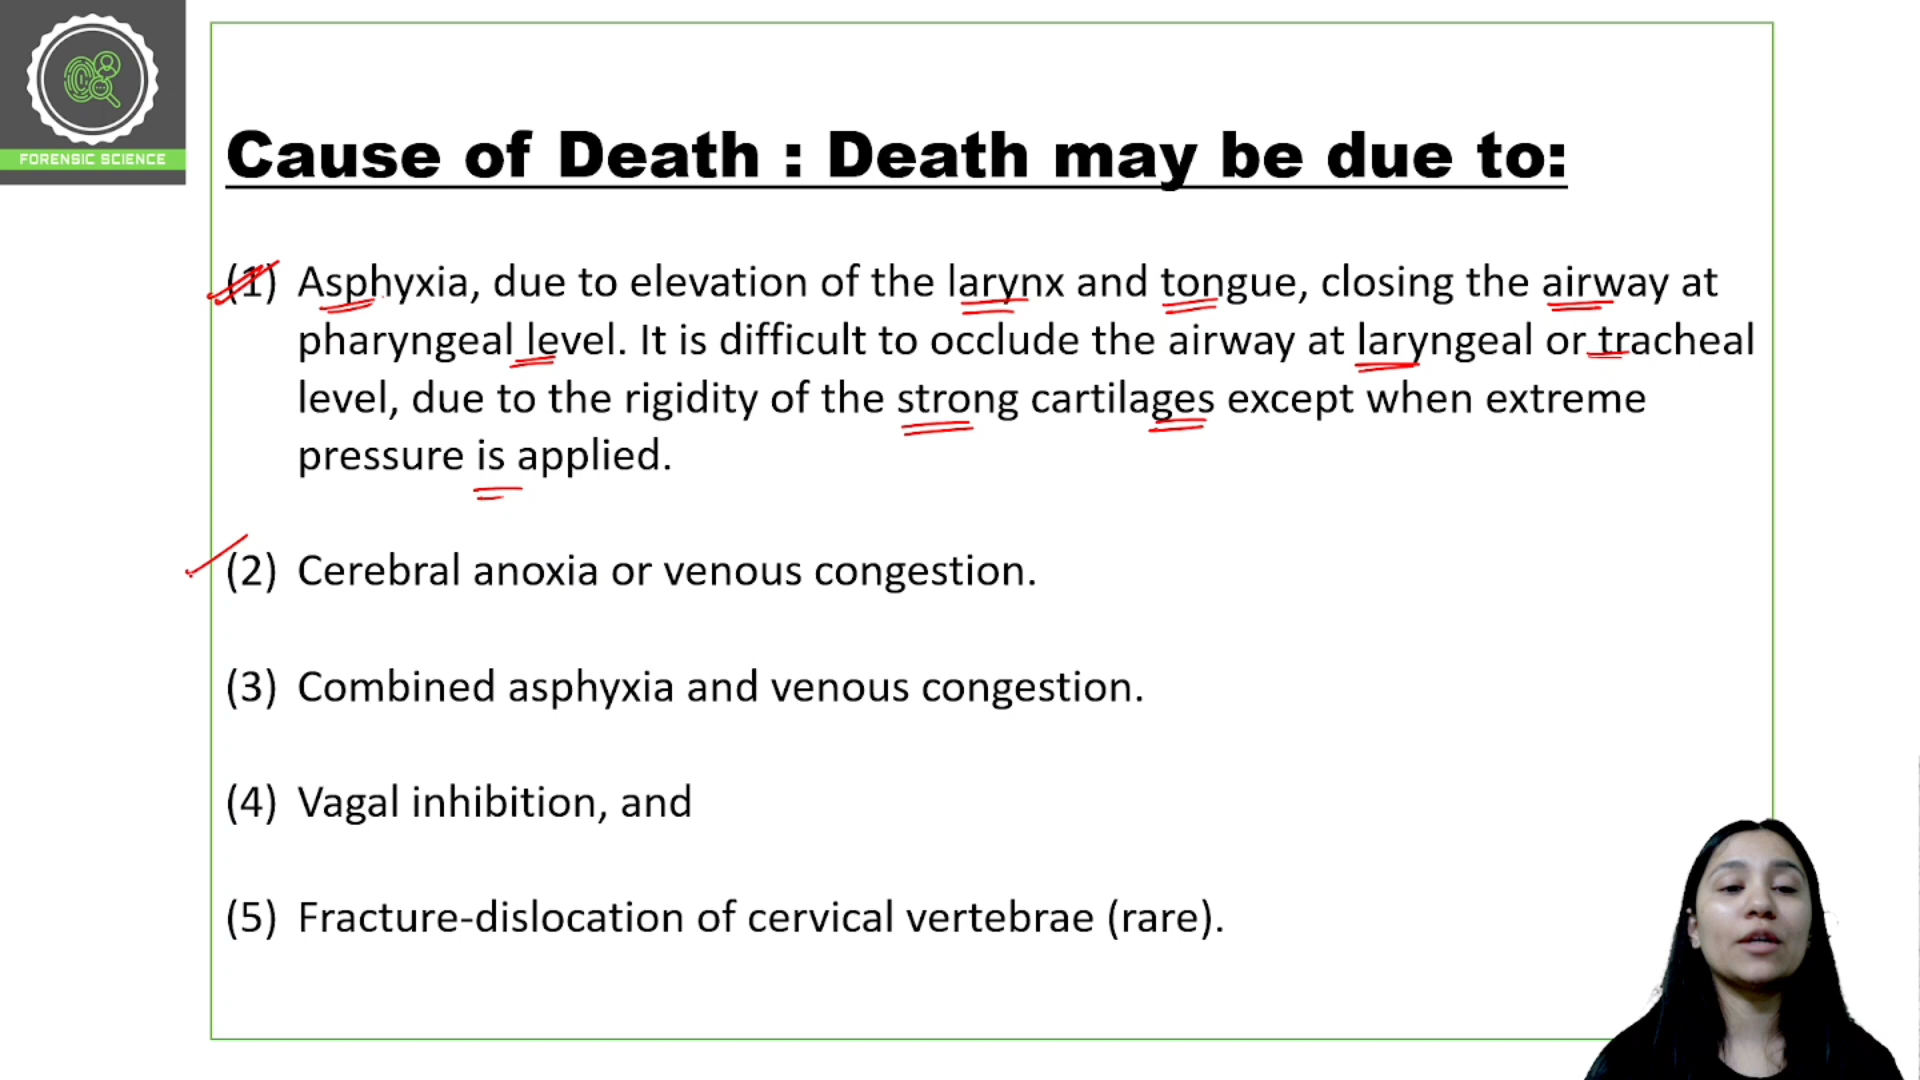 FORENSIC SCIENCE
Cause of Death : Death may be due to:
(1) Asphyxia, due to elevation of the larynx and tongue, closing the airway at
pharyngeal level. It is difficult to occlude the airway at laryngeal or tracheal
level, due to the rigidity of the strong cartilages except when extreme
pressure is applied.
(2) Cerebral anoxia or venous congestion.
(3) Combined asphyxia and venous congestion.
(4) Vagal inhibition, and
(5) Fracture-dislocation of cervical vertebrae (rare).